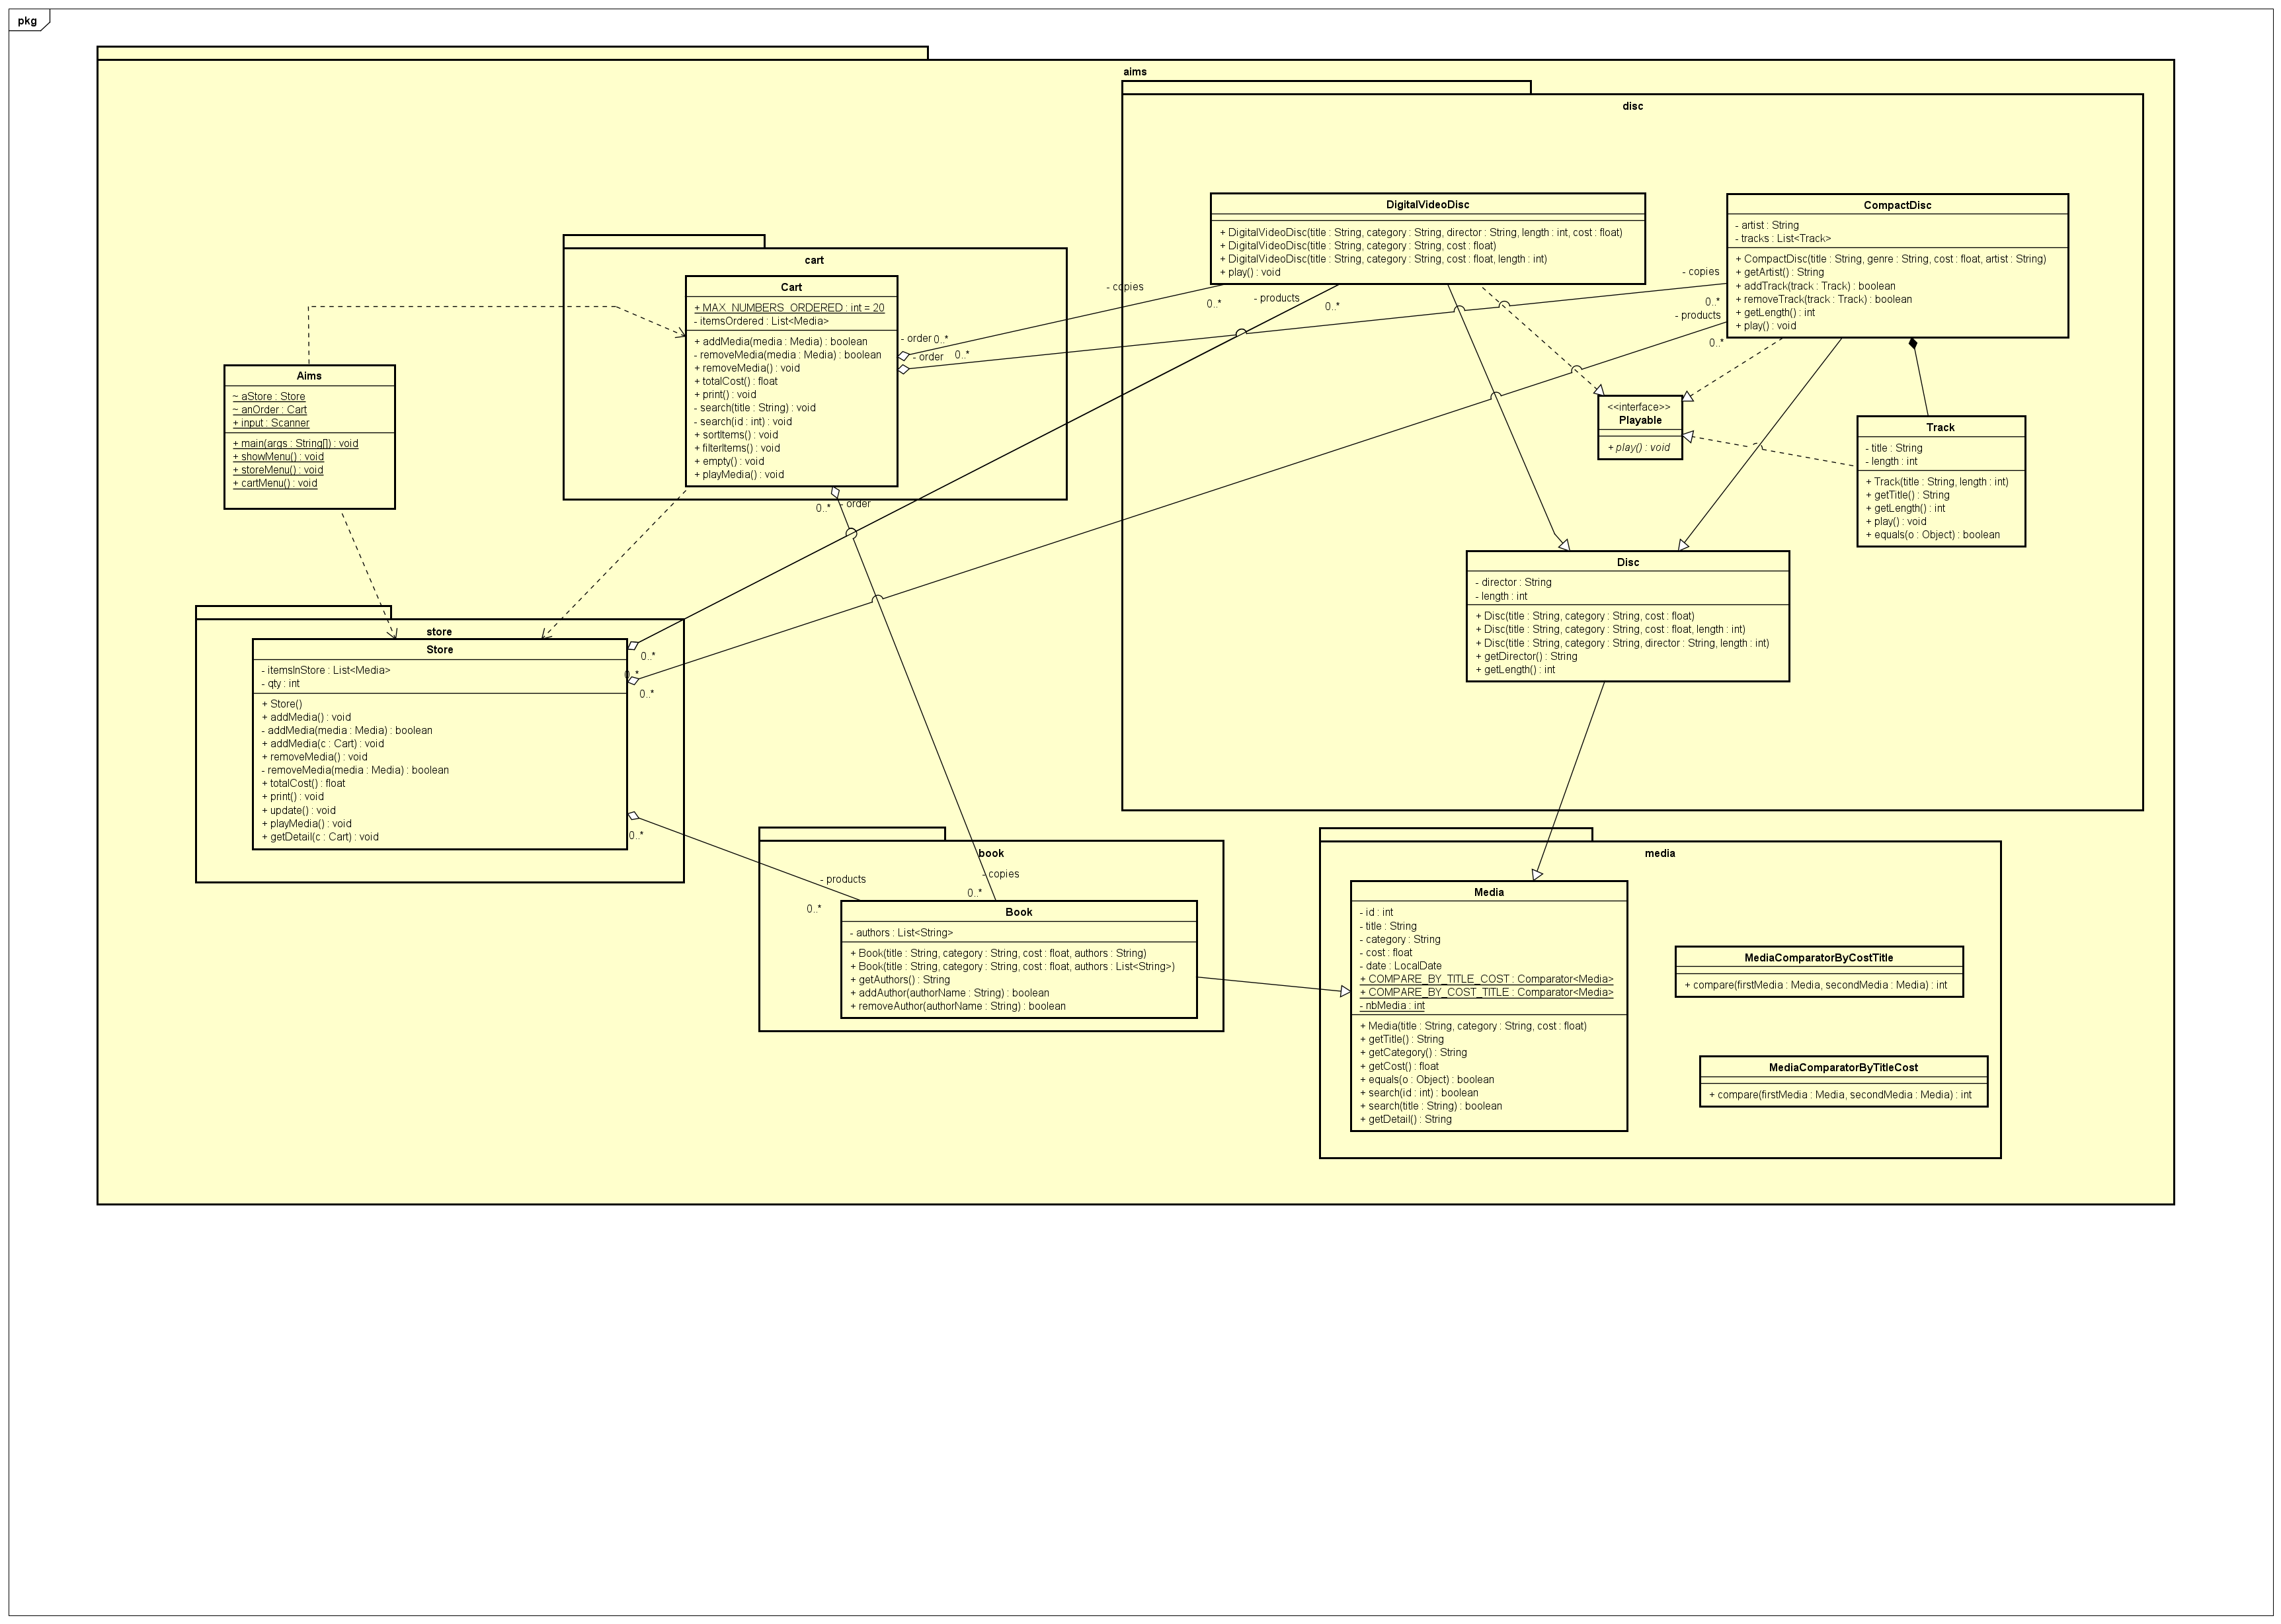 pkg
aims
disc
DigitalVideoDisc
+ DigitalVideoDisc(title : String, category : String, director : String, length : int, cost : float)
+ DigitalVideoDisc(title : String, category : String, cost : float)
+ DigitalVideoDisc(title : String, category : String, cost : float, length : int)
+ play() : void
CompactDisc
- artist : String
- tracks : List<Track>
+ CompactDisc(title : String, genre : String, cost : float, artist : String)
+ getArtist() : String
+ addTrack(track : Track) : boolean
+ removeTrack(track : Track) : boolean
+ getLength() : int
+ play() : void
- copies
0..*
- products
0..*
- copies
0..*
- products
0..*
cart
Cart
+ MAX_NUMBERS_ORDERED : int = 20
- itemsOrdered : List<Media>
+ addMedia(media : Media) : boolean
- removeMedia(media : Media) : boolean
+ removeMedia() : void
+ totalCost() : float
+ print() : void
- search(title : String) : void
- search(id : int) : void
+ sortItems() : void
+ filterItems() : void
+ empty() : void
+ playMedia() : void
- order 0..*
- order 0..*
0..* - order
Aims
~ aStore : Store
~ anOrder : Cart
+ input : Scanner
+ main(args : String[]) : void
+ showMenu() : void
+ storeMenu() : void
+ cartMenu() : void
<<interface>>
Playable
+ play() : void
Track
- title : String
- length : int
+ Track(title : String, length : int)
+ getTitle() : String
+ getLength() : int
+ play() : void
+ equals(o : Object) : boolean
Disc
- director : String
- length : int
+ Disc(title : String, category : String, cost : float)
+ Disc(title : String, category : String, cost : float, length : int)
+ Disc(title : String, category : String, director : String, length : int)
+ getDirector() : String
+ getLength() : int
store
Store
- itemsInStore : List<Media>
- qty : int
+ Store()
+ addMedia() : void
- addMedia(media : Media) : boolean
+ addMedia(c : Cart) : void
+ removeMedia() : void
- removeMedia(media : Media) : boolean
+ totalCost() : float
+ print() : void
+ update() : void
+ playMedia() : void
+ getDetail(c : Cart) : void
0..*
0..*
0..*
0..*
- products
0..*
book
- copies
0..*
Book
- authors : List<String>
+ Book(title : String, category : String, cost : float, authors : String)
+ Book(title : String, category : String, cost : float, authors : List<String>)
+ getAuthors() : String
+ addAuthor(authorName : String) : boolean
+ removeAuthor(authorName : String) : boolean
media
Media
- id : int
- title : String
- category : String
- cost : float
- date : LocalDate
+ COMPARE_BY_TITLE_COST : Comparator<Media>
+ COMPARE_BY_COST_TITLE : Comparator<Media>
- nbMedia : int
+ Media(title : String, category : String, cost : float)
+ getTitle() : String
+ getCategory() : String
+ getCost() : float
+ equals(o : Object) : boolean
+ search(id : int) : boolean
+ search(title : String) : boolean
+ getDetail() : String
MediaComparatorByCostTitle
+ compare(firstMedia : Media, secondMedia : Media) : int
MediaComparatorByTitleCost
+ compare(firstMedia : Media, secondMedia : Media) : int